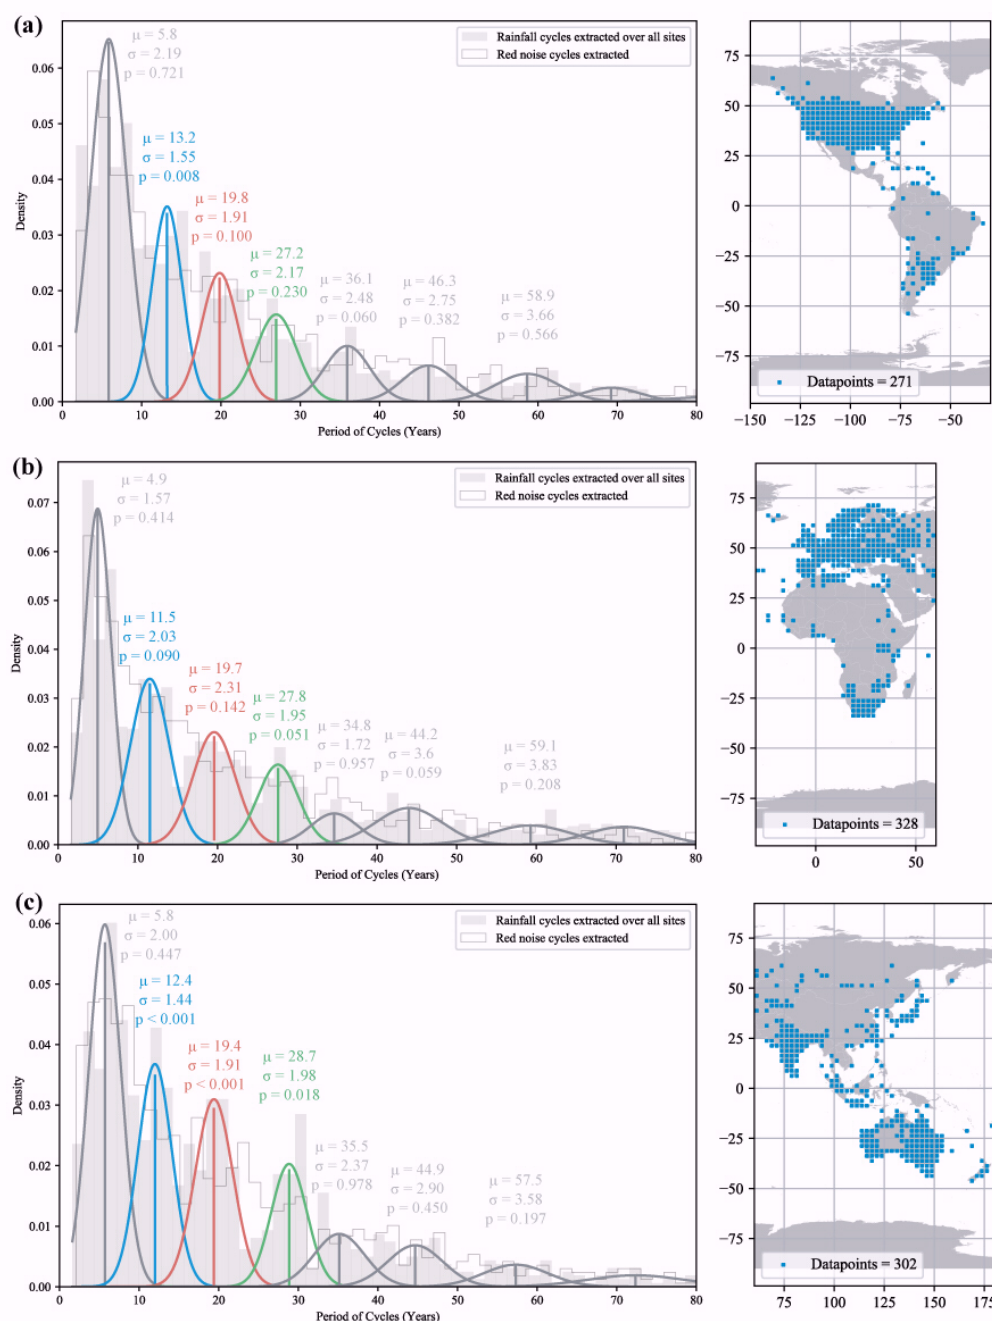 (a)
μ = 5.8
σ = 2.19
p = 0.721
μ = 13.2
σ = 1.55
p = 0.008
μ = 19.8
σ = 1.91
p = 0.100
μ = 27.2
σ = 2.17
p = 0.230
μ = 36.1
σ = 2.48
p = 0.060
μ = 46.3
σ = 2.75
p = 0.382
μ = 58.9
σ = 3.66
p = 0.566
Rainfall cycles extracted over all sites
Red noise cycles extracted
Density
0.06
0.05
0.04
0.03
0.02
0.01
0.00
0 10 20 30 40 50 60 70 80
Period of Cycles (Years)
75
50
25
0
−25
−50
−75
Datapoints = 271
−150 −125 −100 −75 −50
(b)
μ = 4.9
σ = 1.57
p = 0.414
μ = 11.5
σ = 2.03
p = 0.090
μ = 19.7
σ = 2.31
p = 0.142
μ = 27.8
σ = 1.95
p = 0.051
μ = 34.8
σ = 1.72
p = 0.957
μ = 44.2
σ = 3.6
p = 0.059
μ = 59.1
σ = 3.83
p = 0.208
Rainfall cycles extracted over all sites
Red noise cycles extracted
Density
0.07
0.06
0.05
0.04
0.03
0.02
0.01
0.00
0 10 20 30 40 50 60 70 80
Period of Cycles (Years)
75
50
25
0
−25
−50
−75
Datapoints = 328
0 50
(c)
μ = 5.8
σ = 2.00
p = 0.447
μ = 12.4
σ = 1.44
p < 0.001
μ = 19.4
σ = 1.91
p < 0.001
μ = 28.7
σ = 1.98
p = 0.018
μ = 35.5
σ = 2.37
p = 0.978
μ = 44.9
σ = 2.90
p = 0.450
μ = 57.5
σ = 3.58
p = 0.197
Rainfall cycles extracted over all sites
Red noise cycles extracted
Density
0.06
0.05
0.04
0.03
0.02
0.01
0.00
0 10 20 30 40 50 60 70 80
Period of Cycles (Years)
75
50
25
0
−25
−50
−75
Datapoints = 302
75 100 125 150 175